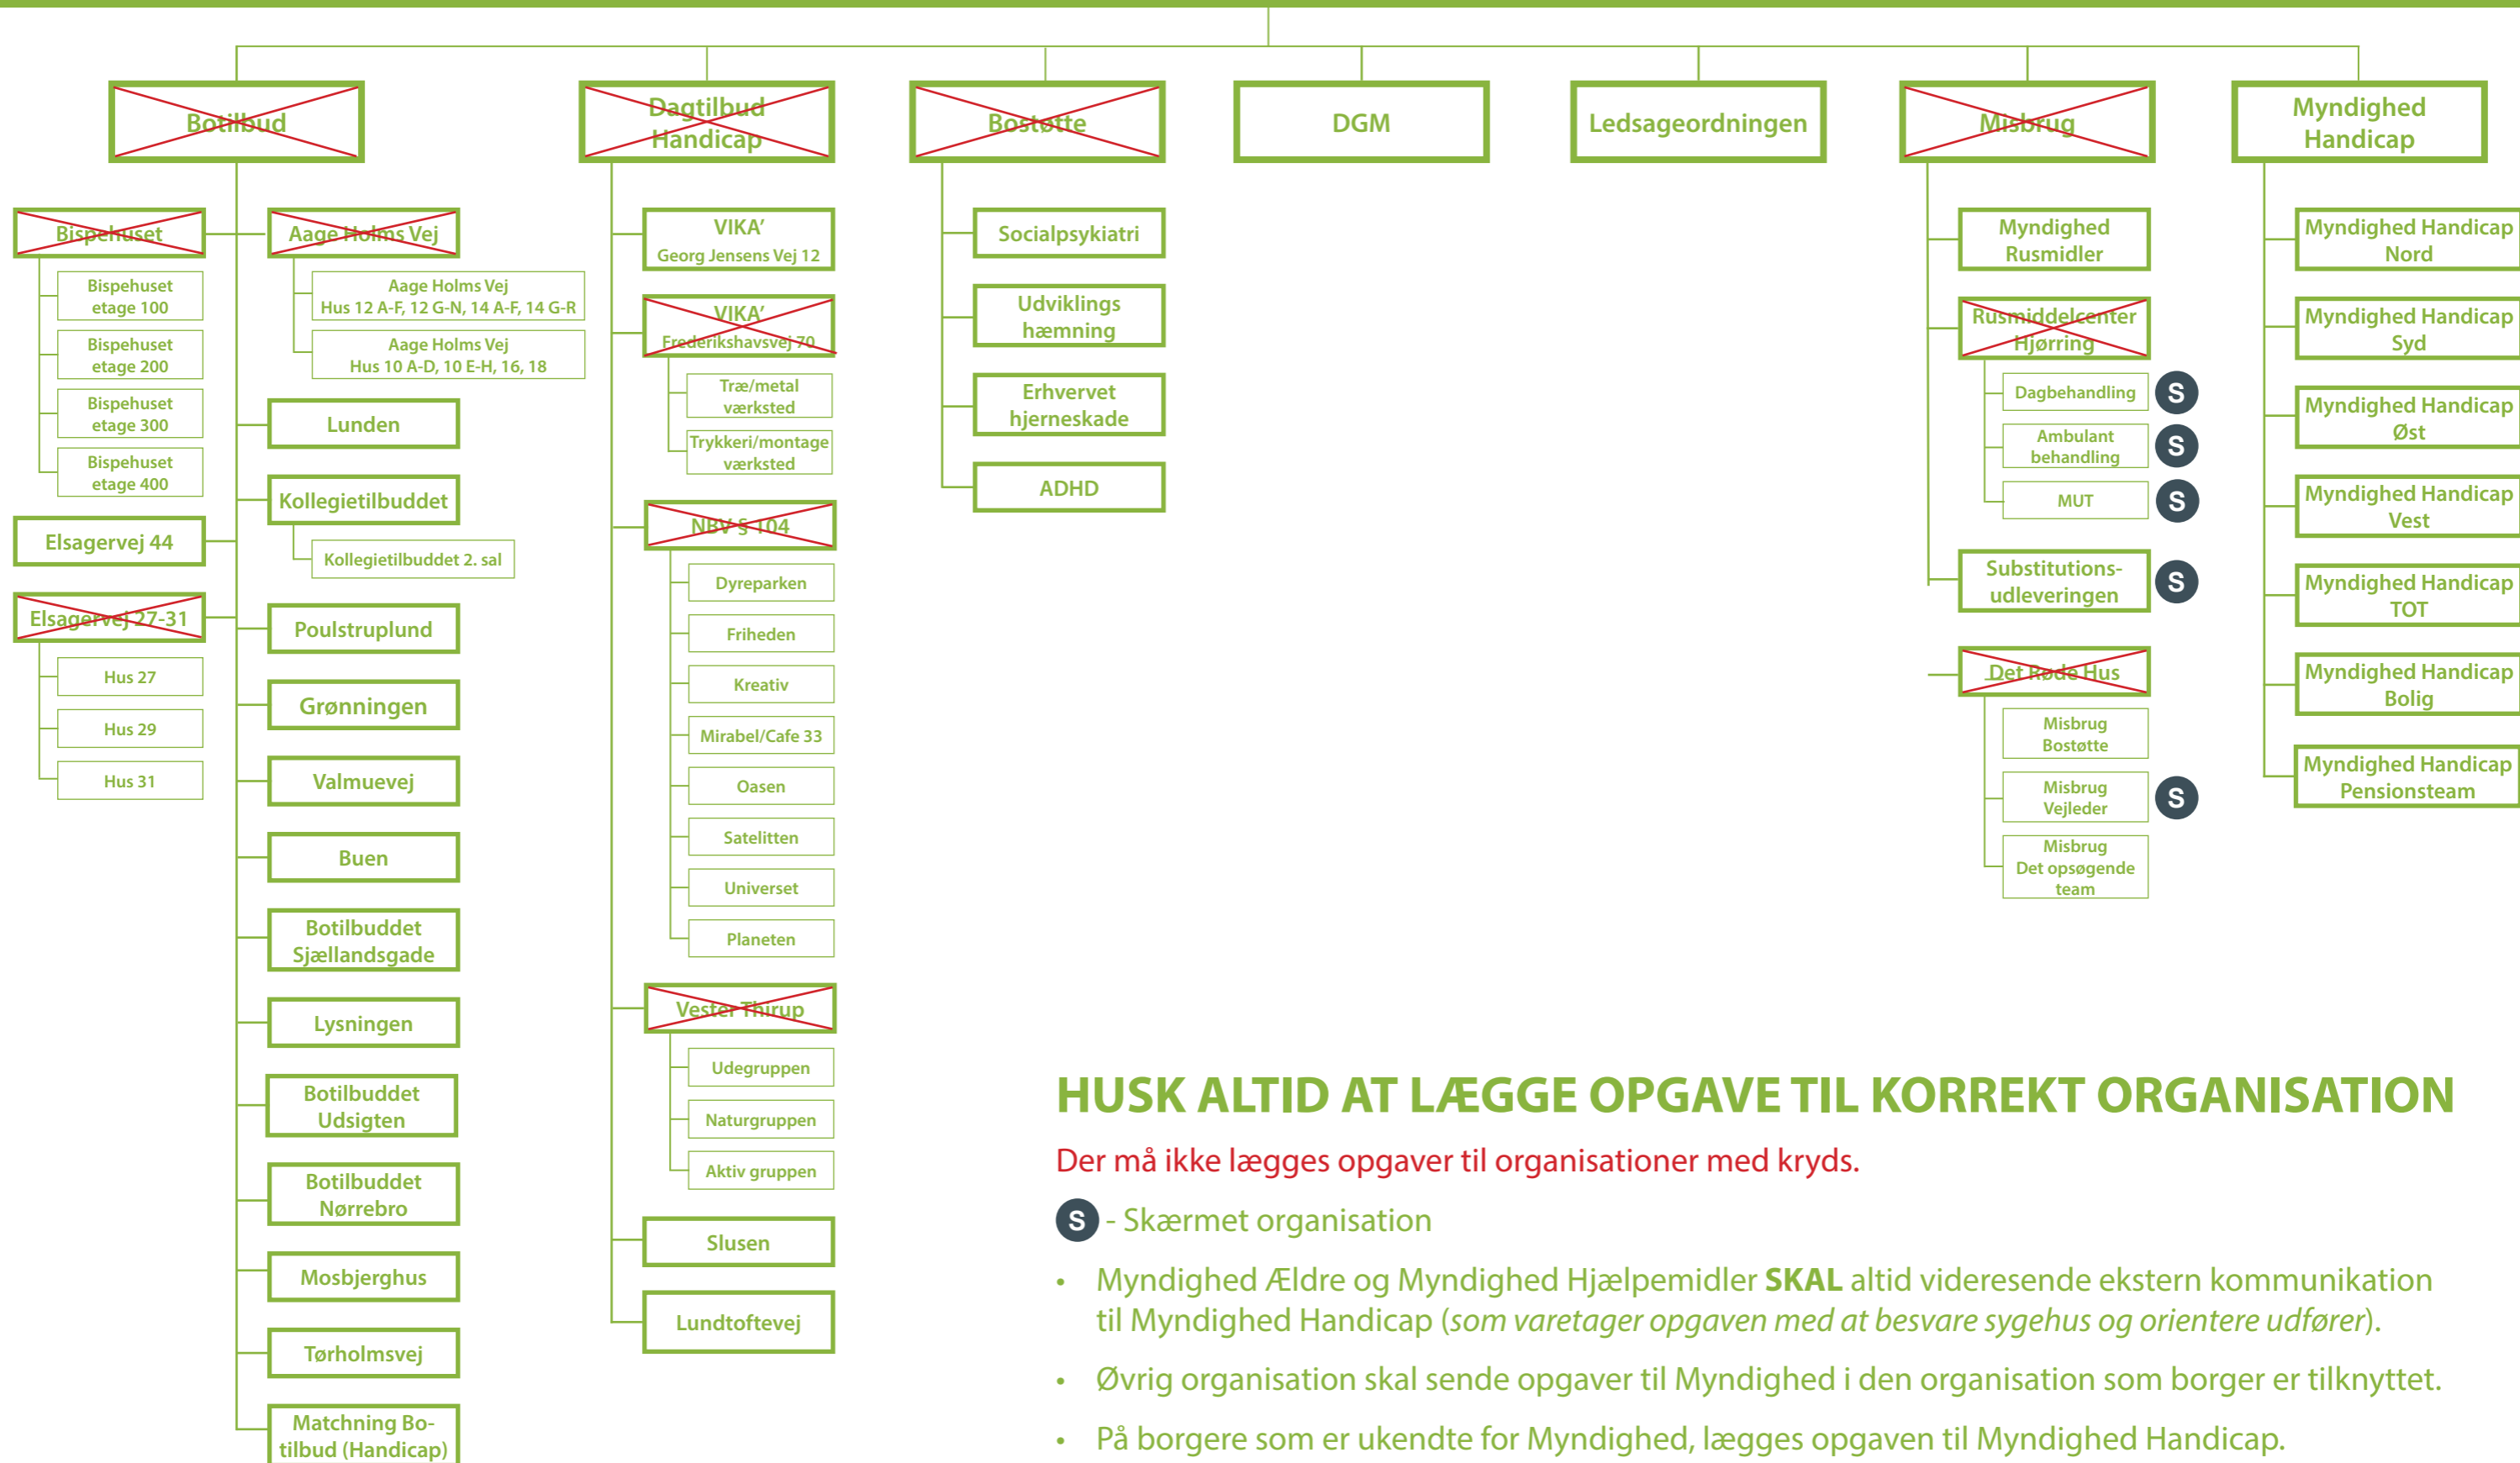 Botilbud
Bispehuset
Bispehuset
etage 100
Bispehuset
etage 200
Bispehuset
etage 300
Bispehuset
etage 400
Elsagervej 44
Elsagervej 27-31
Hus 27
Hus 29
Hus 31
Aage Holms Vej
Aage Holms Vej
Hus 12 A-F, 12 G-N, 14 A-F, 14 G-R
Aage Holms Vej
Hus 10 A-D, 10 E-H, 16, 18
Lunden
Kollegietilbuddet
Kollegietilbuddet 2. sal
Poulstruplund
Grønningen
Valmuevej
Buen
Botilbuddet
Sjællandsgade
Lysningen
Botilbuddet
Udsigten
Botilbuddet
Nørrebro
Mosbjerghus
Tørholmsvej
Matchning Bo-
tilbud (Handicap)
Dagtilbud
Handicap
VIKA’
Georg Jensens Vej 12
VIKA’
Frederikshavsvej 70
Træ/metal
værksted
Trykkeri/montage
værksted
NBV § 104
Dyreparken
Friheden
Kreativ
Mirabel/Cafe 33
Oasen
Satelitten
Universet
Planeten
Vester Thirup
Udegruppen
Naturgruppen
Aktiv gruppen
Slusen
Lundtoftevej
Bostøtte
Socialpsykiatri
Udviklings
hæmning
Erhvervet
hjerneskade
ADHD
DGM
Ledsageordningen
Misbrug
Myndighed
Rusmidler
Rusmiddelcenter
Hjørring
Dagbehandling
S
Ambulant
behandling
S
MUT
S
Substitutions-
udleveringen
S
Det Røde Hus
Misbrug
Bostøtte
Misbrug
Vejleder
S
Misbrug
Det opsøgende
team
Myndighed
Handicap
Myndighed Handicap
Nord
Myndighed Handicap
Syd
Myndighed Handicap
Øst
Myndighed Handicap
Vest
Myndighed Handicap
TOT
Myndighed Handicap
Bolig
Myndighed Handicap
Pensionsteam
HUSK ALTID AT LÆGGE OPGAVE TIL KORREKT ORGANISATION
Der må ikke lægges opgaver til organisationer med kryds.
S - Skærmet organisation
• Myndighed Ældre og Myndighed Hjælpemidler SKAL altid videresende ekstern kommunikation
til Myndighed Handicap (som varetager opgaven med at besvare sygehus og orientere udfører).
• Øvrig organisation skal sende opgaver til Myndighed i den organisation som borger er tilknyttet.
• På borgere som er ukendte for Myndighed, lægges opgaven til Myndighed Handicap.